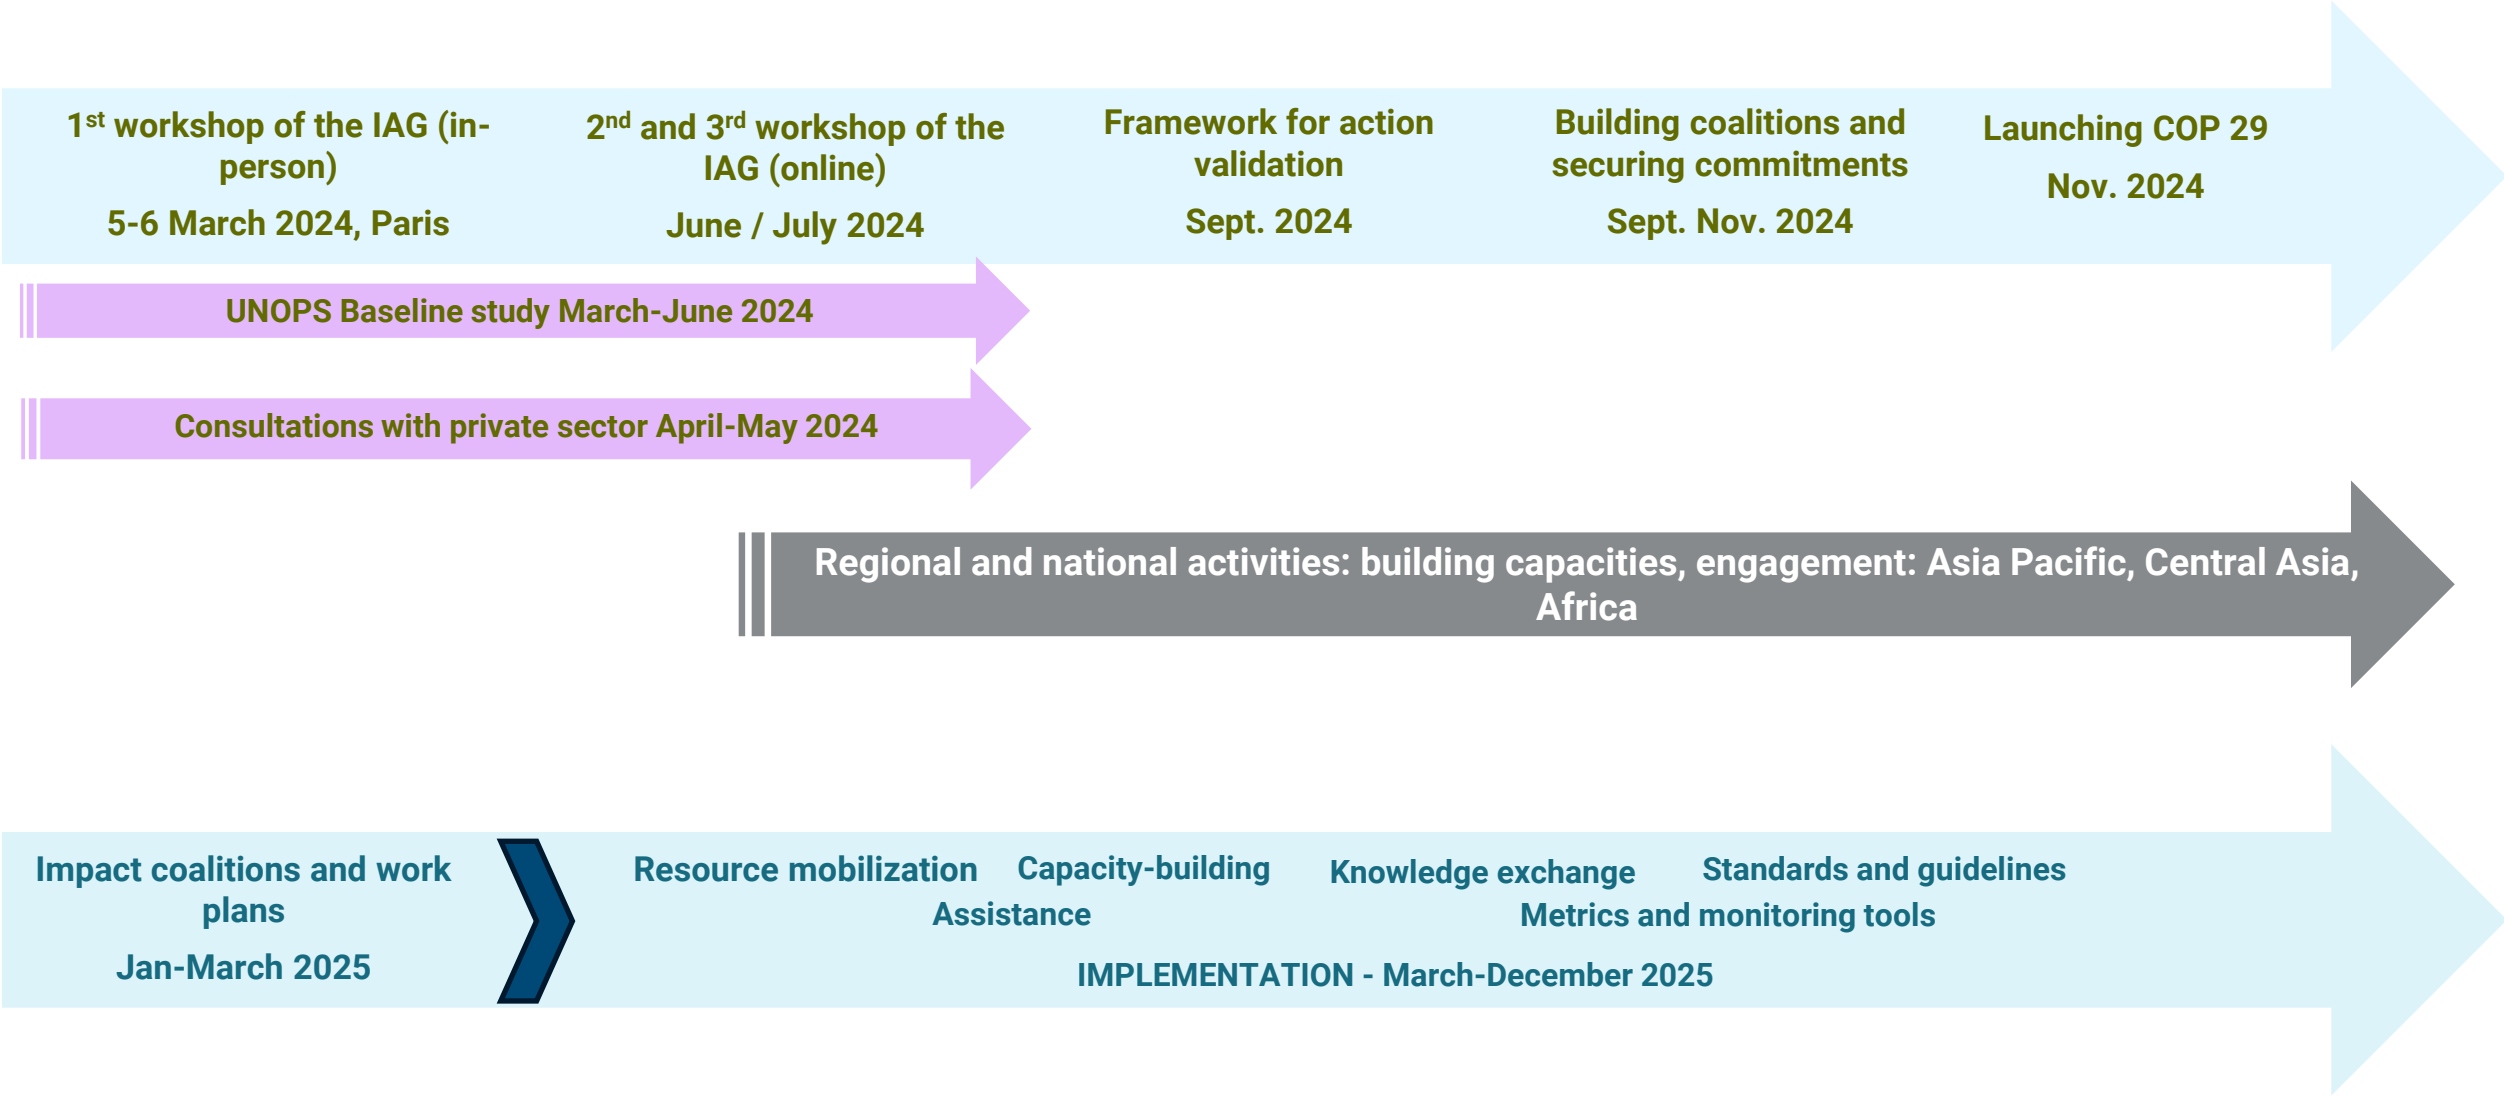 1st workshop of the IAG (in-
person)
5-6 March 2024, Paris
2nd and 3rd workshop of the
IAG (online)
June / July 2024
Framework for action
validation
Sept. 2024
Building coalitions and
securing commitments
Sept. Nov. 2024
Launching COP 29
Nov. 2024
UNOPS Baseline study March-June 2024
Consultations with private sector April-May 2024
Regional and national activities: building capacities, engagement: Asia Pacific, Central Asia,
Africa
Impact coalitions and work
plans
Jan-March 2025
Resource mobilization
Capacity-building
Knowledge exchange
Standards and guidelines
Assistance
Metrics and monitoring tools
IMPLEMENTATION - March-December 2025